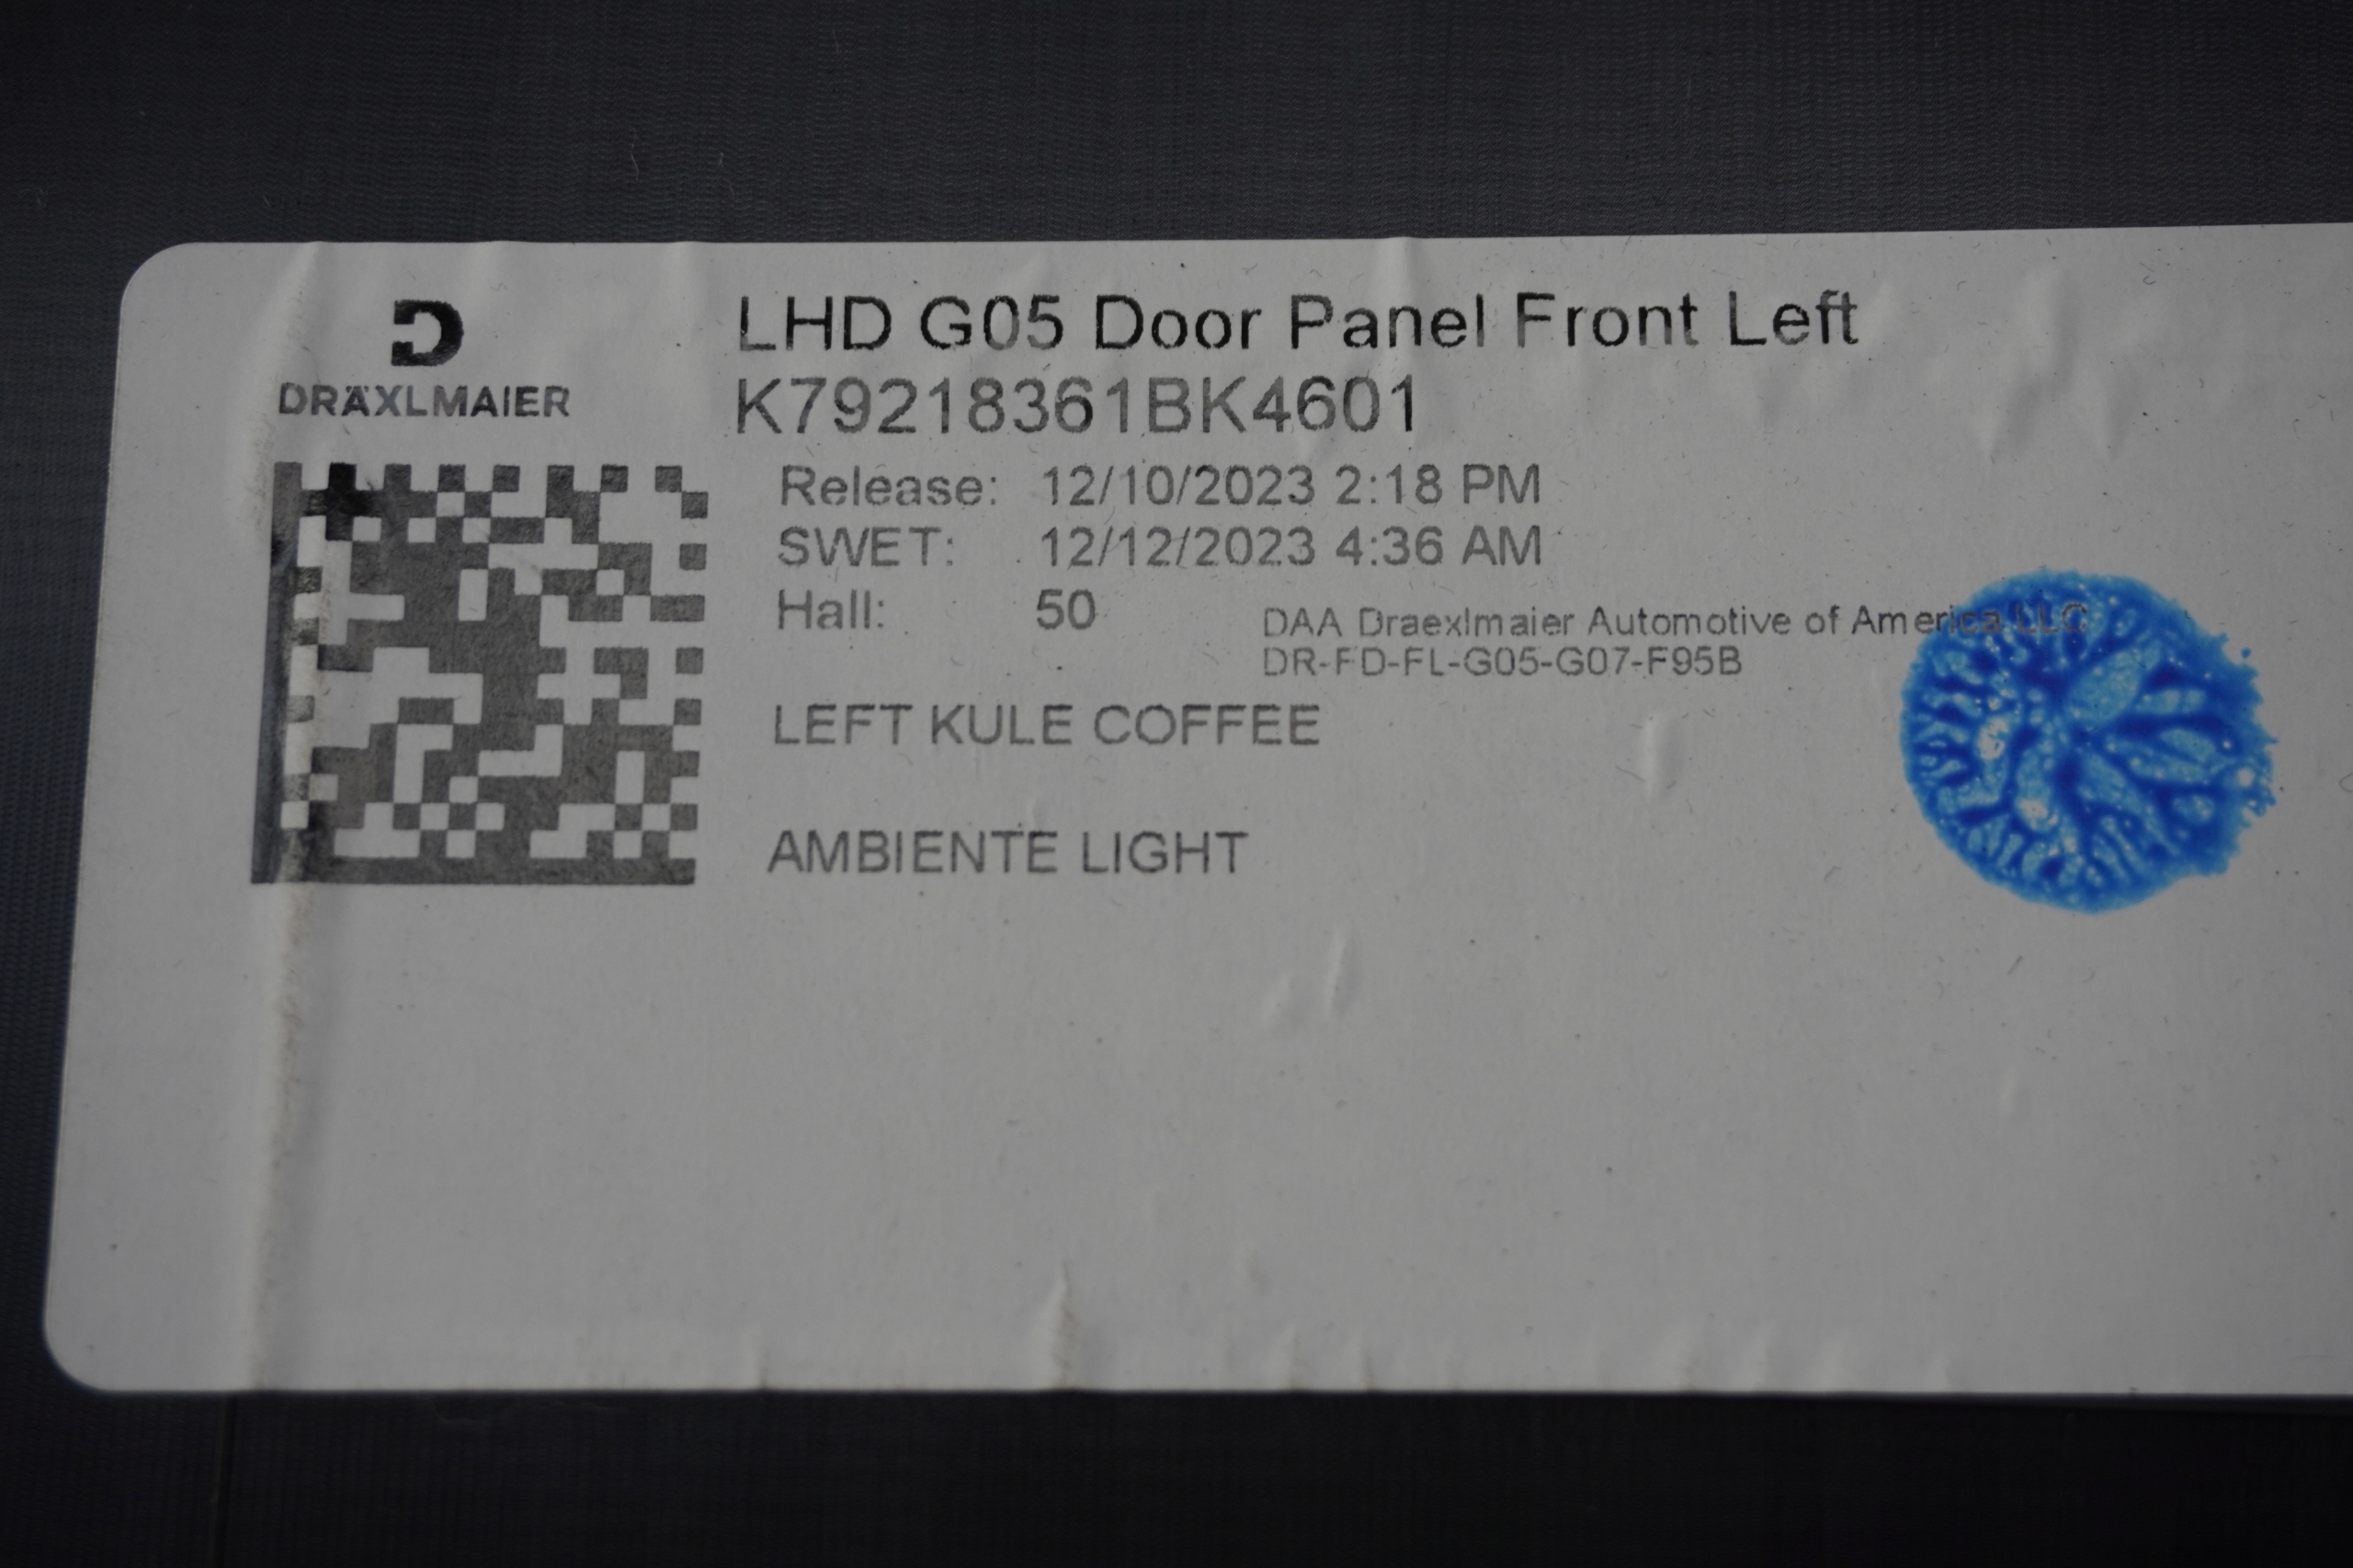 DRÄXLMAIER
LHD G05 Door Panel Front Left
K79218361BK4601
Release: 12/10/2023 2:18 PM
SWET: 12/12/2023 4:36 AM
Hall: 50
DAA Draexlmaier Automotive of America LLC
DR-FD-FL-G05-G07-F95B
LEFT KULE COFFEE
AMBIENTE LIGHT